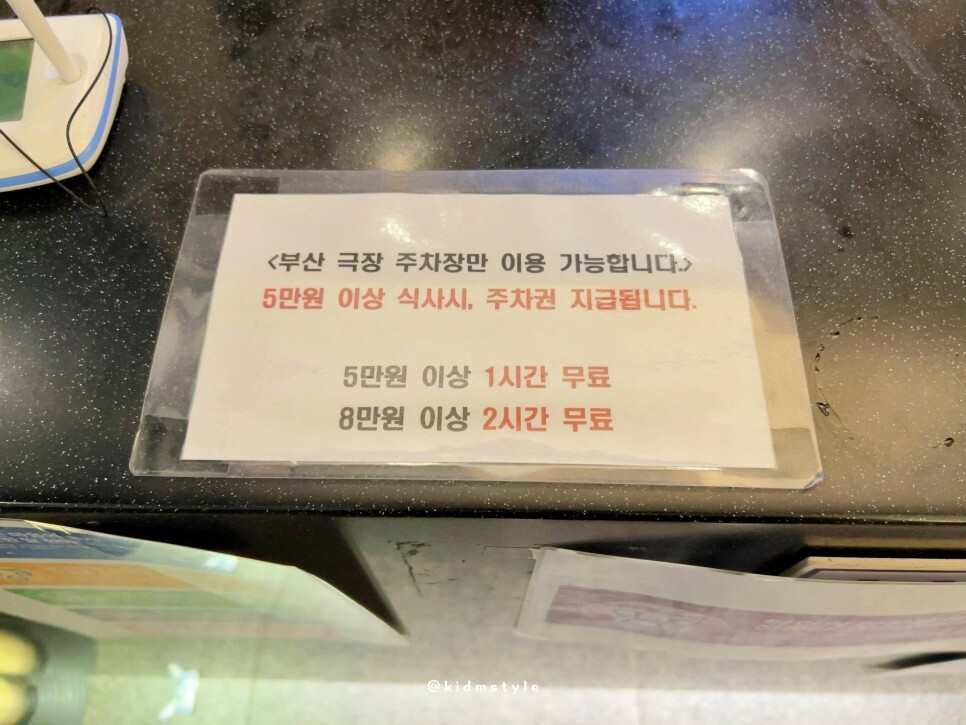 <부산 극장 주차장만 이용 가능합니다.>
5만원 이상 식사시, 주차권 지급됩니다.
5만원 이상 1시간 무료
8만원 이상 2시간 무료
@kidmstyle